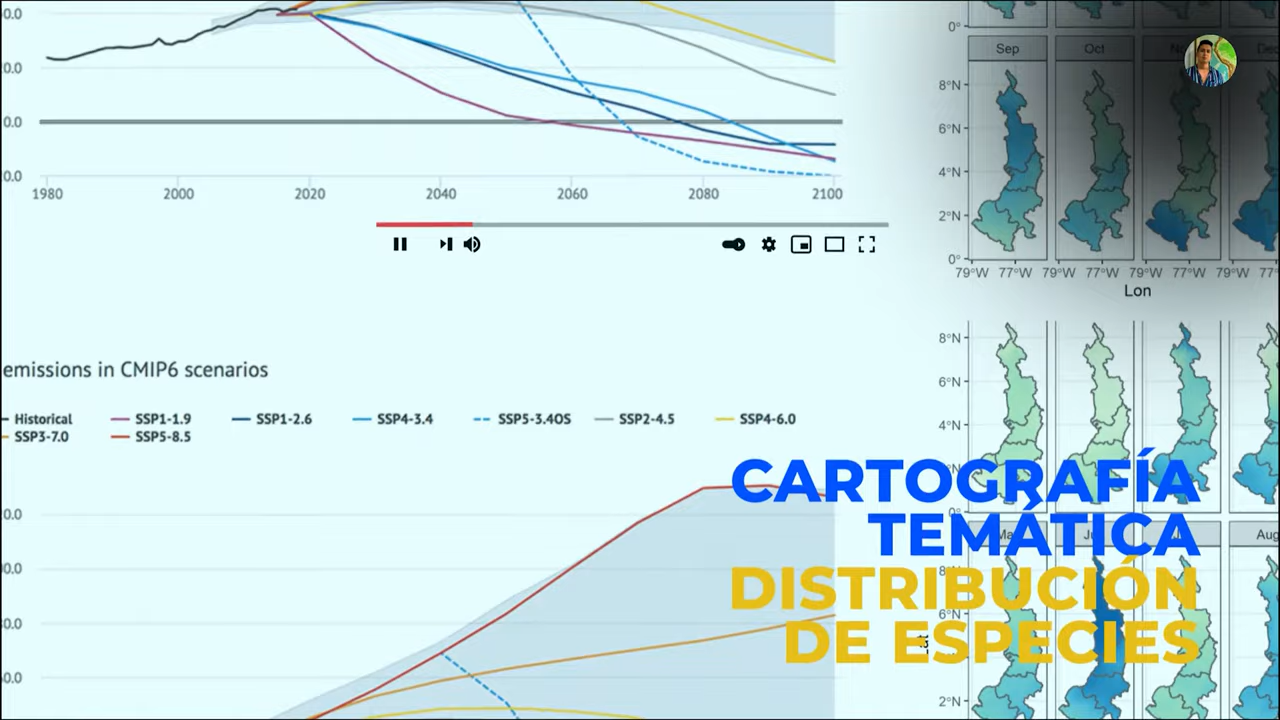 1980 2000 2020 2040 2060 2080 2100
emissions in CMIP6 scenarios
Historical SSP1-1.9 SSP1-2.6 SSP4-3.4 SSP5-3.4OS SSP2-4.5 SSP4-6.0
SSP3-7.0 SSP5-8.5
0°
Sep Oct
8°N
6°N
4°N
2°N
0°
79°W 77°W 79°W 77°W 79°W 77°W 79°W
Lon
8°N
6°N
4°N
CARTOGRAFÍA
TEMÁTICA
DISTRIBUCIÓN
DE ESPECIES
6°N
2°N